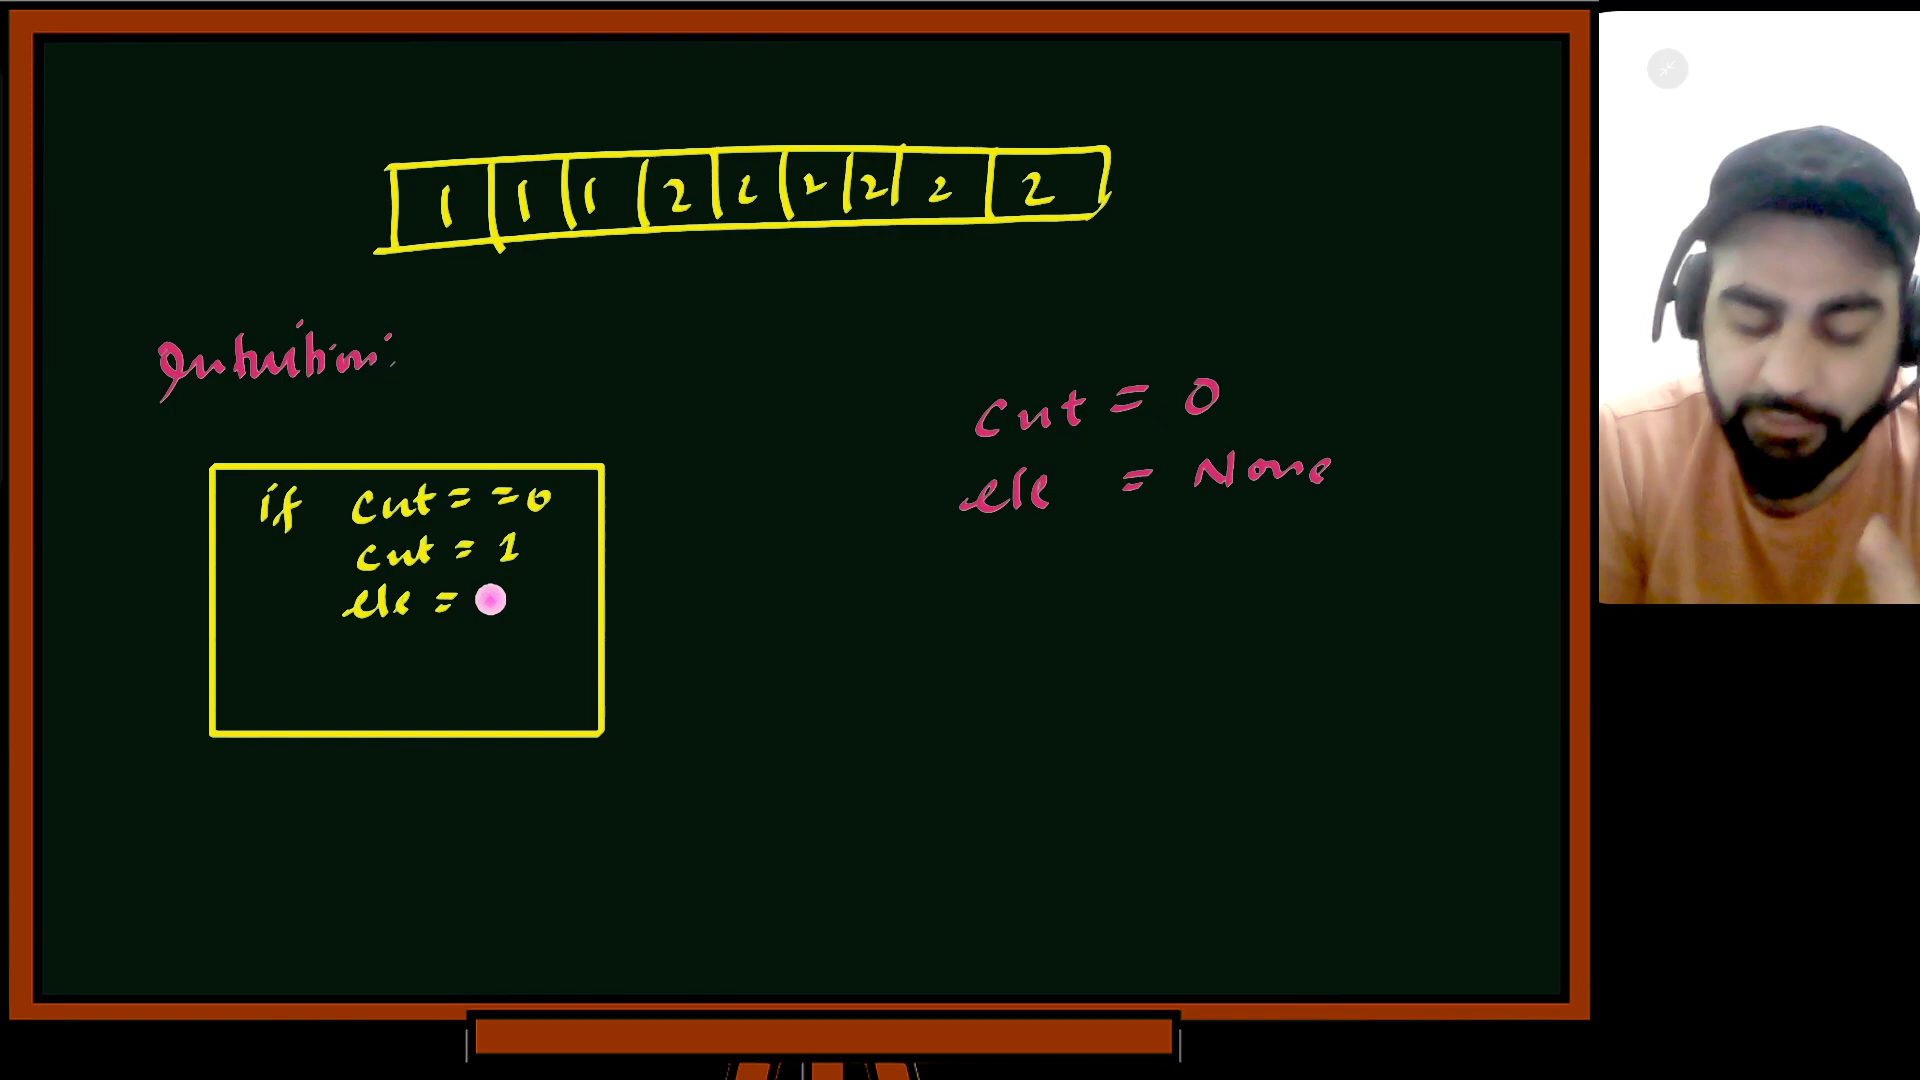 1 1 1 2 2 2 2 2 2
Intuition:
cnt = 0
ele = None
if cnt = = 0
cnt = 1
ele =